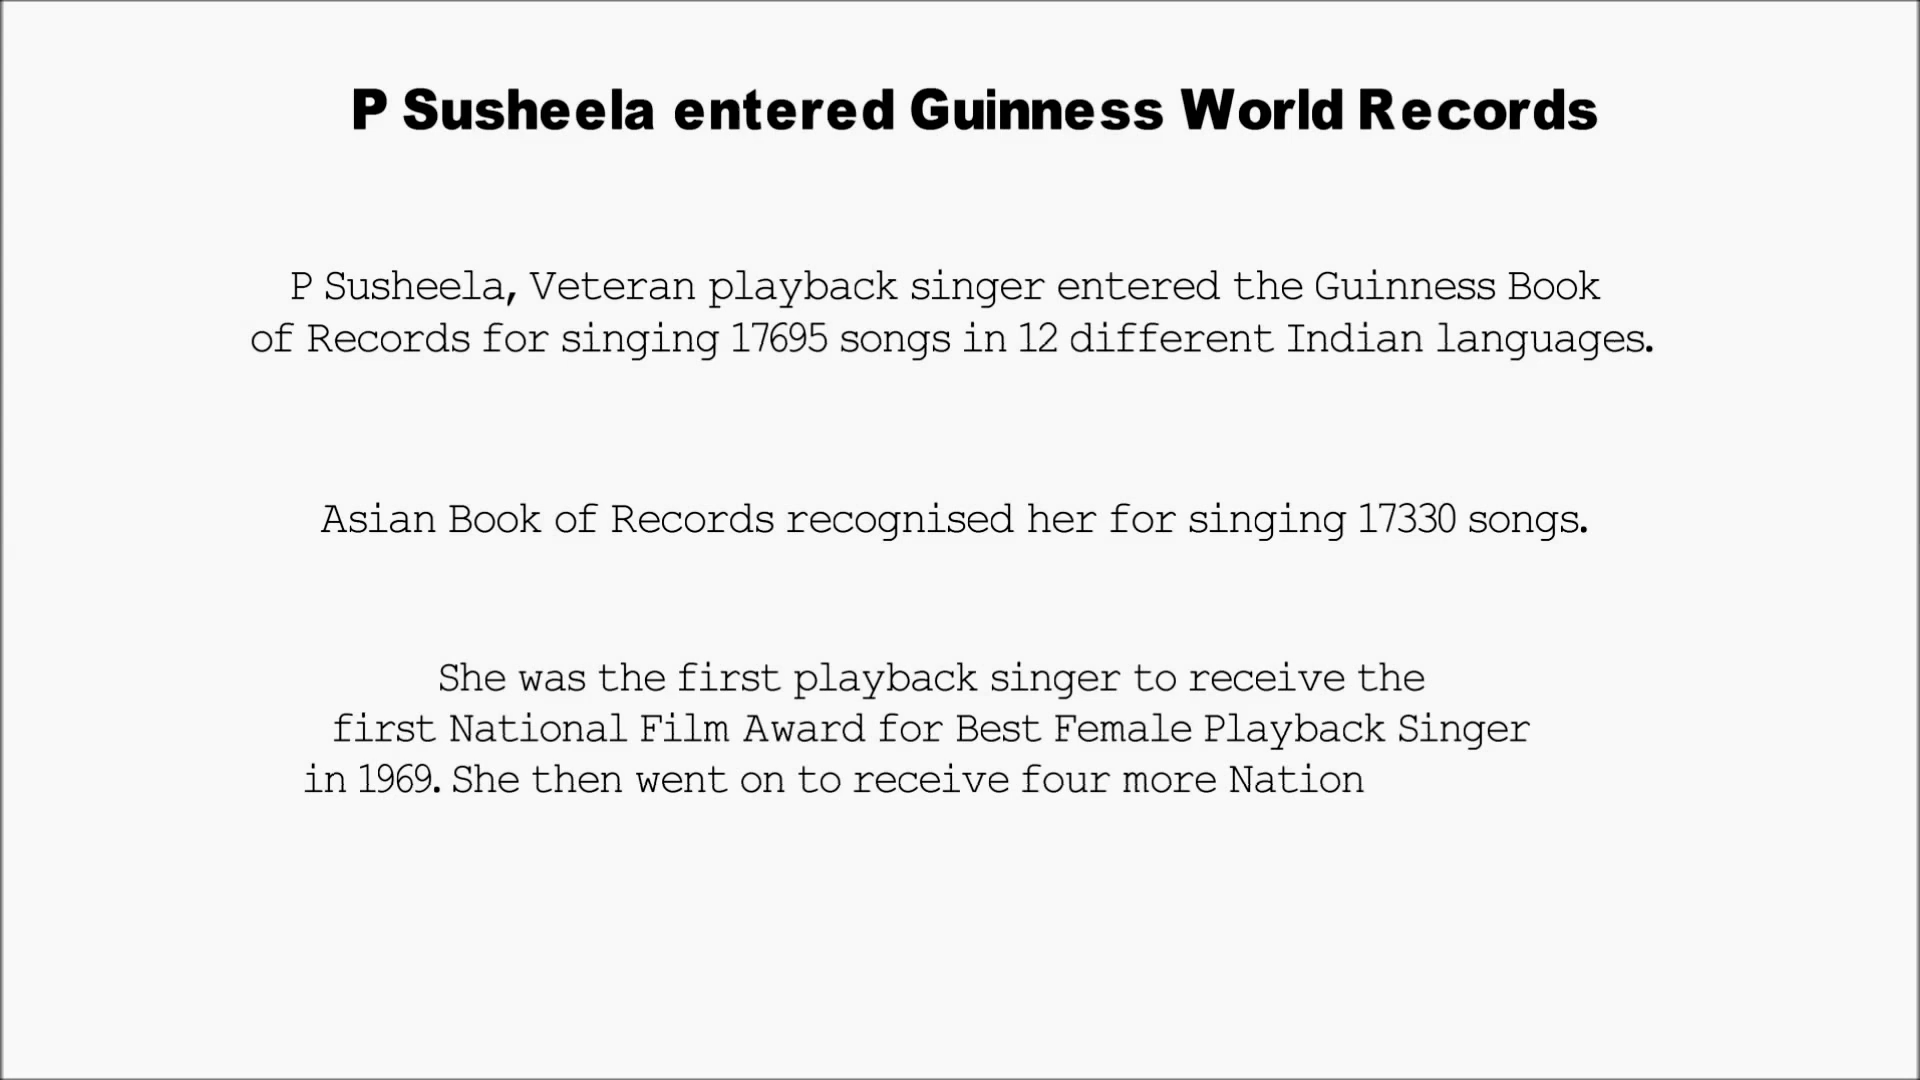 P Susheela entered Guinness World Records
P Susheela, Veteran playback singer entered the Guinness Book
of Records for singing 17695 songs in 12 different Indian languages.
Asian Book of Records recognised her for singing 17330 songs.
She was the first playback singer to receive the
first National Film Award for Best Female Playback Singer
in 1969. She then went on to receive four more Nation